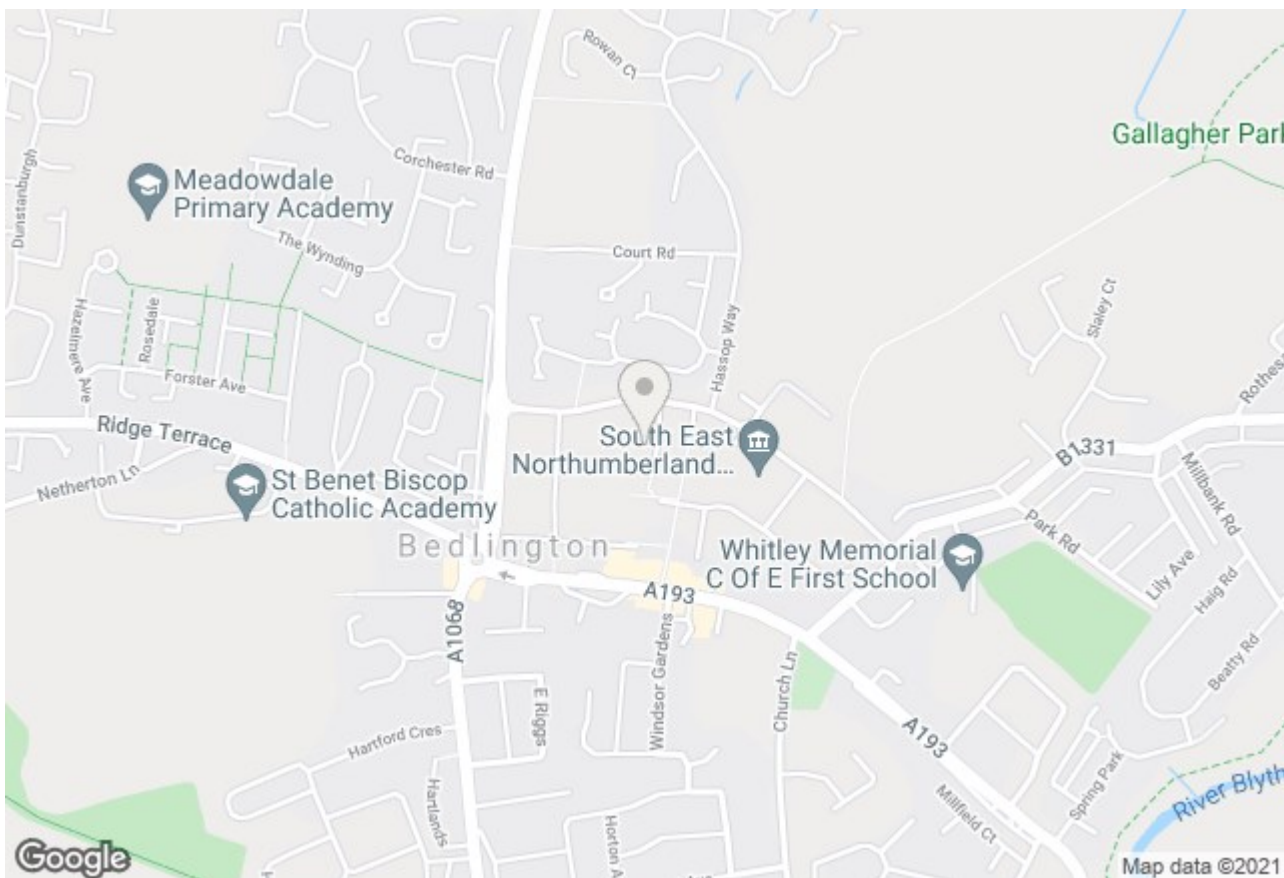 Rowan Ct
Gallagher Park
Corchester Rd
Meadowdale
Primary Academy
Dunstanburgh
The Wynding
Court Rd
Hassop Way
Slaley Ct
Rosedale
Hazelmere Ave
Forster Ave
Rothesa
Ridge Terrace
South East
Northumberland...
B1331
Netherton Ln
St Benet Biscop
Catholic Academy
Millbank Rd
Park Rd
Bedlington
Whitley Memorial
C Of E First School
Lily Ave
Haig Rd
A193
A1068
Windsor Gardens
Church Ln
Beatty Rd
E Riggs
Hartford Cres
A193
Spring Park
River Blyth
Hartlands
Horton A
Millfield Ct
Google
Map data ©2021